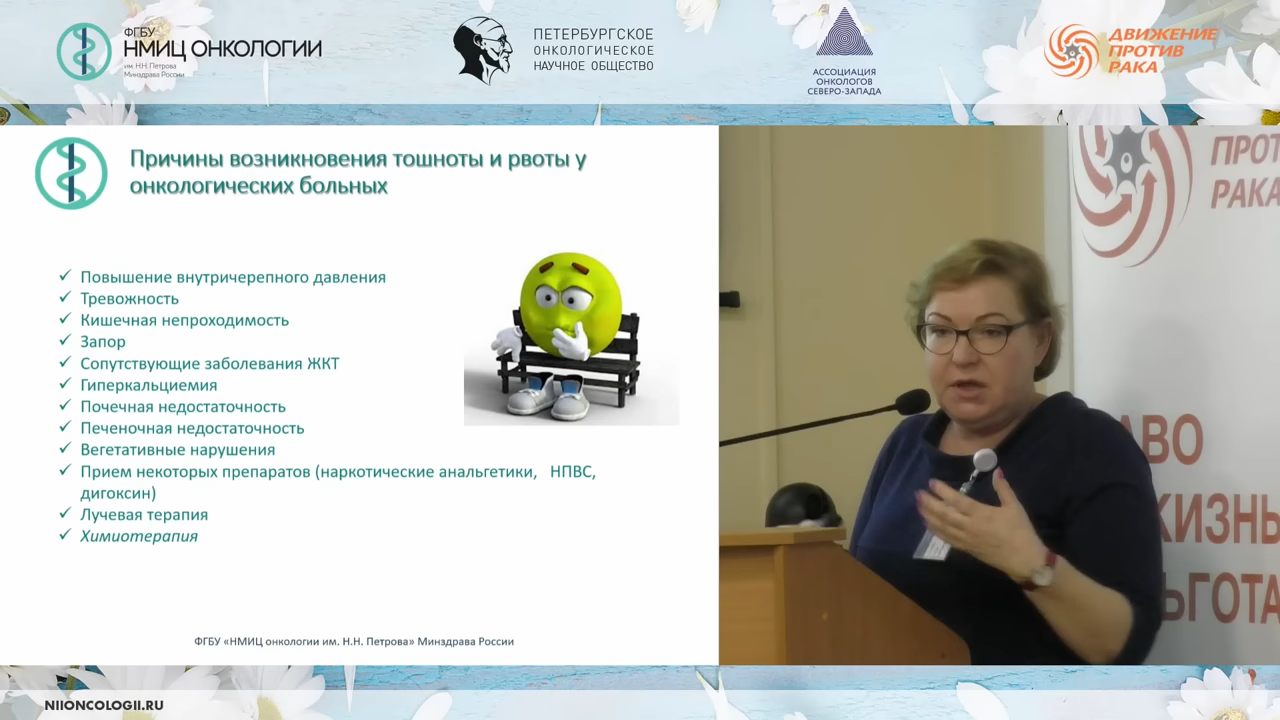 ФГБУ
НМИЦ ОНКОЛОГИИ
им. Н.Н. Петрова
Минздрава России
ПЕТЕРБУРГСКОЕ
ОНКОЛОГИЧЕСКОЕ
НАУЧНОЕ ОБЩЕСТВО
АССОЦИАЦИЯ
ОНКОЛОГОВ
СЕВЕРО-ЗАПАДА
ДВИЖЕНИЕ
ПРОТИВ
РАКА
Причины возникновения тошноты и рвоты у
онкологических больных
Повышение внутричерепного давления
Тревожность
Кишечная непроходимость
Запор
Сопутствующие заболевания ЖКТ
Гиперкальциемия
Почечная недостаточность
Печеночная недостаточность
Вегетативные нарушения
Прием некоторых препаратов (наркотические анальгетики, НПВС,
дигоксин)
Лучевая терапия
Химиотерапия
ФГБУ «НМИЦ онкологии им. Н.Н. Петрова» Минздрава России
ПРОТ
РАКА
АВО
ЖИЗНЬ
ЬГОТА
NIIONCOLOGII.RU